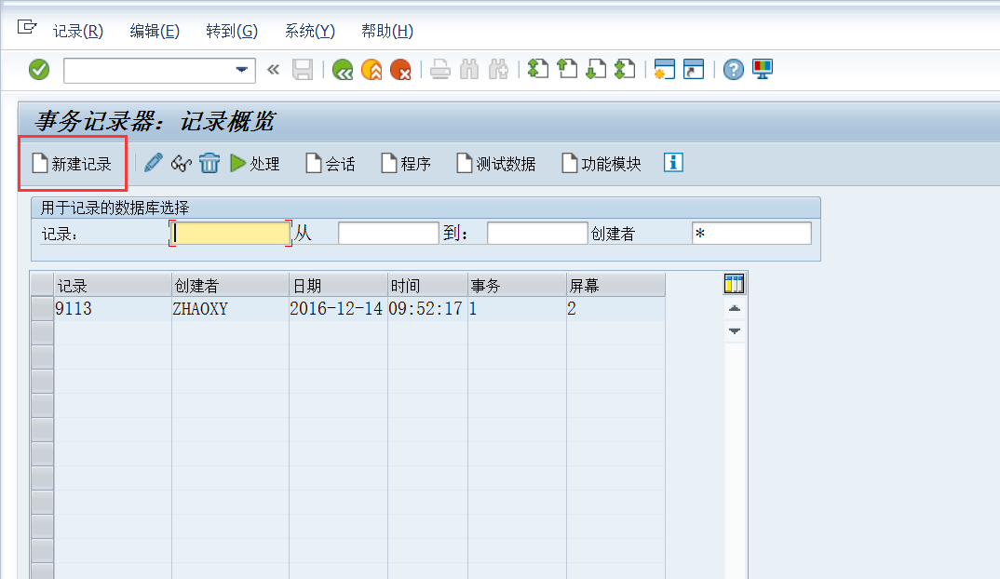 记录(R) 编辑(E) 转到(G) 系统(Y) 帮助(H)
事务记录器：记录概览
新建记录 处理 会话 程序 测试数据 功能模块
用于记录的数据库选择
记录： 从 到： 创建者 *
记录 创建者 日期 时间 事务 屏幕
9113 ZHAOXY 2016-12-14 09:52:17 1 2